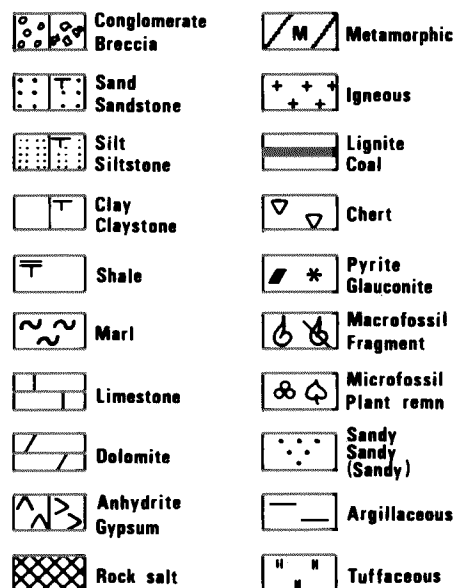 Conglomerate
Breccia
Sand
Sandstone
Silt
Siltstone
Clay
Claystone
Shale
Marl
Limestone
Dolomite
Anhydrite
Gypsum
Rock salt
M
Metamorphic
Igneous
Lignite
Coal
Chert
Pyrite
Glauconite
Macrofossil
Fragment
Microfossil
Plant remn
Sandy
Sandy
(Sandy)
Argillaceous
Tuffaceous